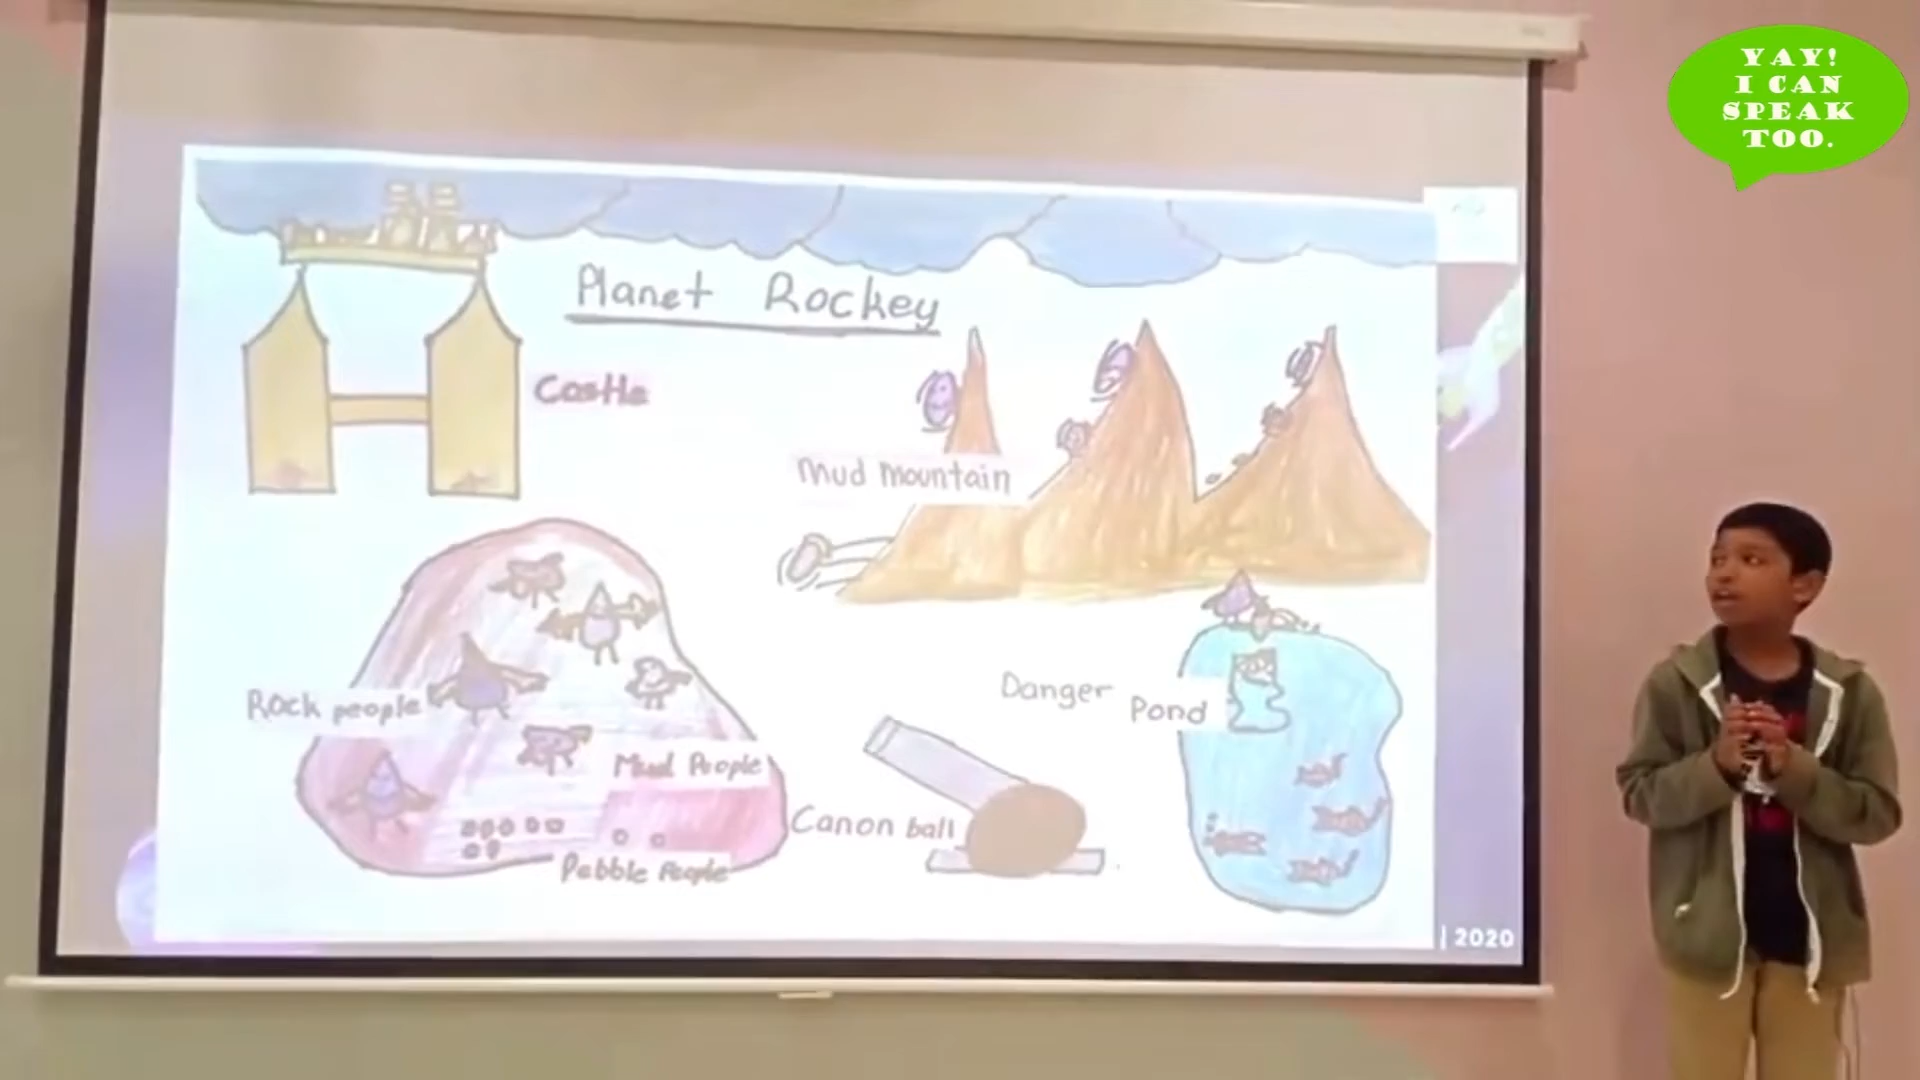 YAY!
I CAN
SPEAK
TOO.
Planet Rockey
Castle
Mud Mountain
Rock people
Danger
Pond
Mud People
Canon ball
Pebble People
| 2020